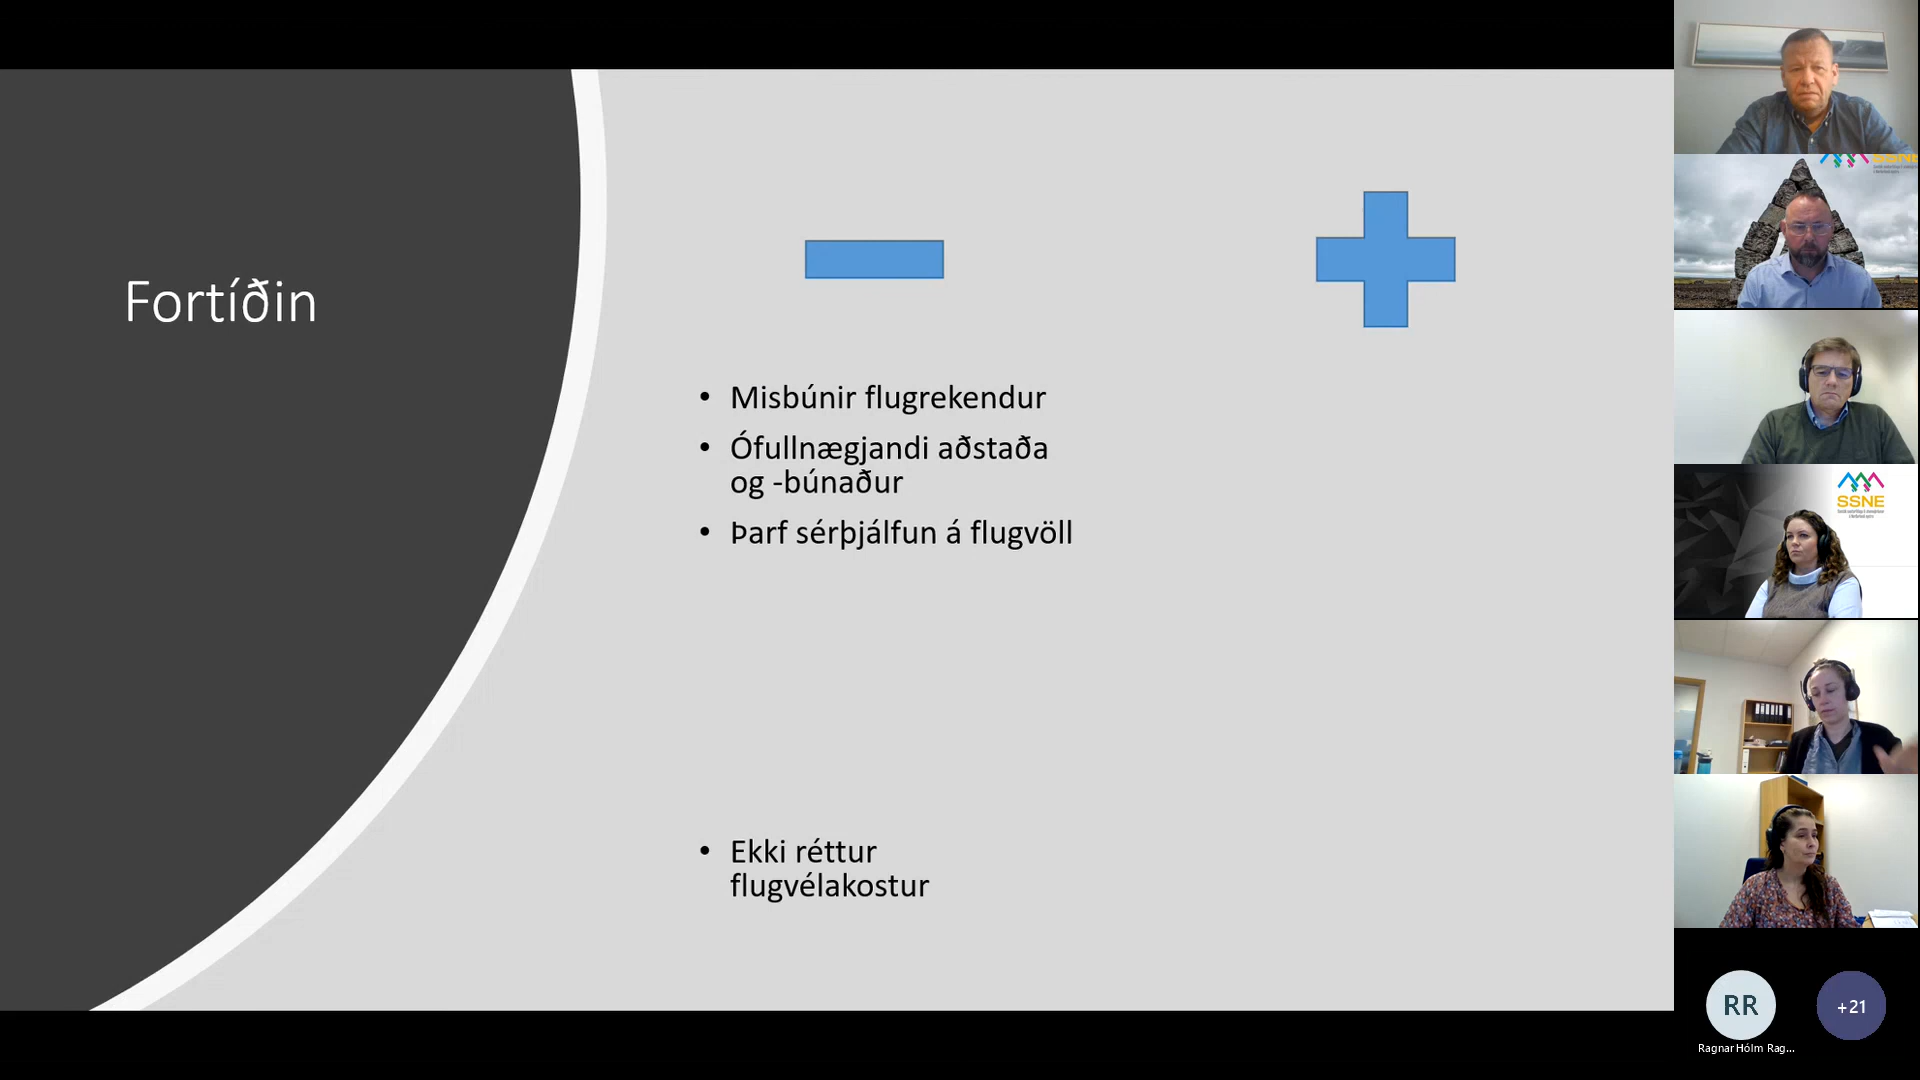 Fortíðin
• Misbúnir flugrekendur
• Ófullnægjandi aðstaða
og -búnaður
• Þarf sérþjálfun á flugvöll
• Ekki réttur
flugvélakostur
SSNE
SSNE
RR
+21
Ragnar Hólm Rag...